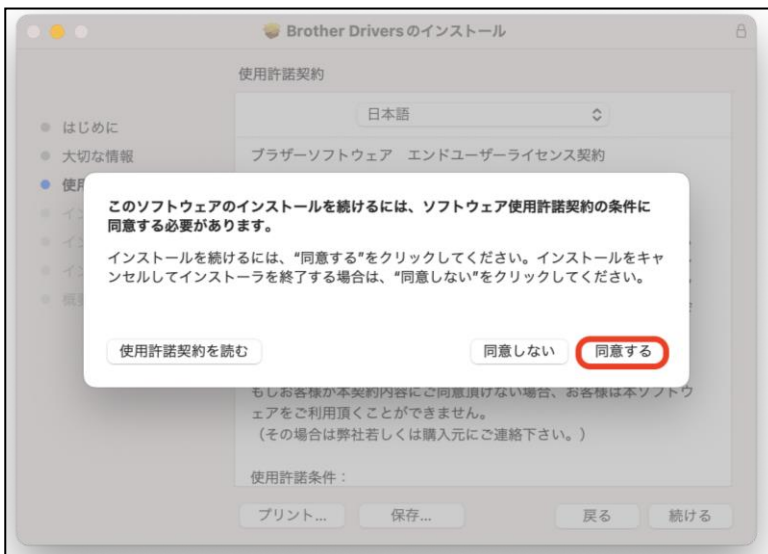 Brother Drivers のインストール
使用許諾契約
日本語
はじめに
大切な情報
ブラザーソフトウェア エンドユーザーライセンス契約
使用
このソフトウェアのインストールを続けるには、ソフトウェア使用許諾契約の条件に
同意する必要があります。
インストールを続けるには、“同意する”をクリックしてください。インストールをキャ
ンセルしてインストーラを終了する場合は、“同意しない”をクリックしてください。
使用許諾契約を読む 同意しない 同意する
もしお客様が本契約内容にご同意頂けない場合、お客様は本ソフトウ
ェアをご利用頂くことができません。
（その場合は弊社若しくは購入元にご連絡下さい。）
使用許諾条件：
プリント... 保存... 戻る 続ける